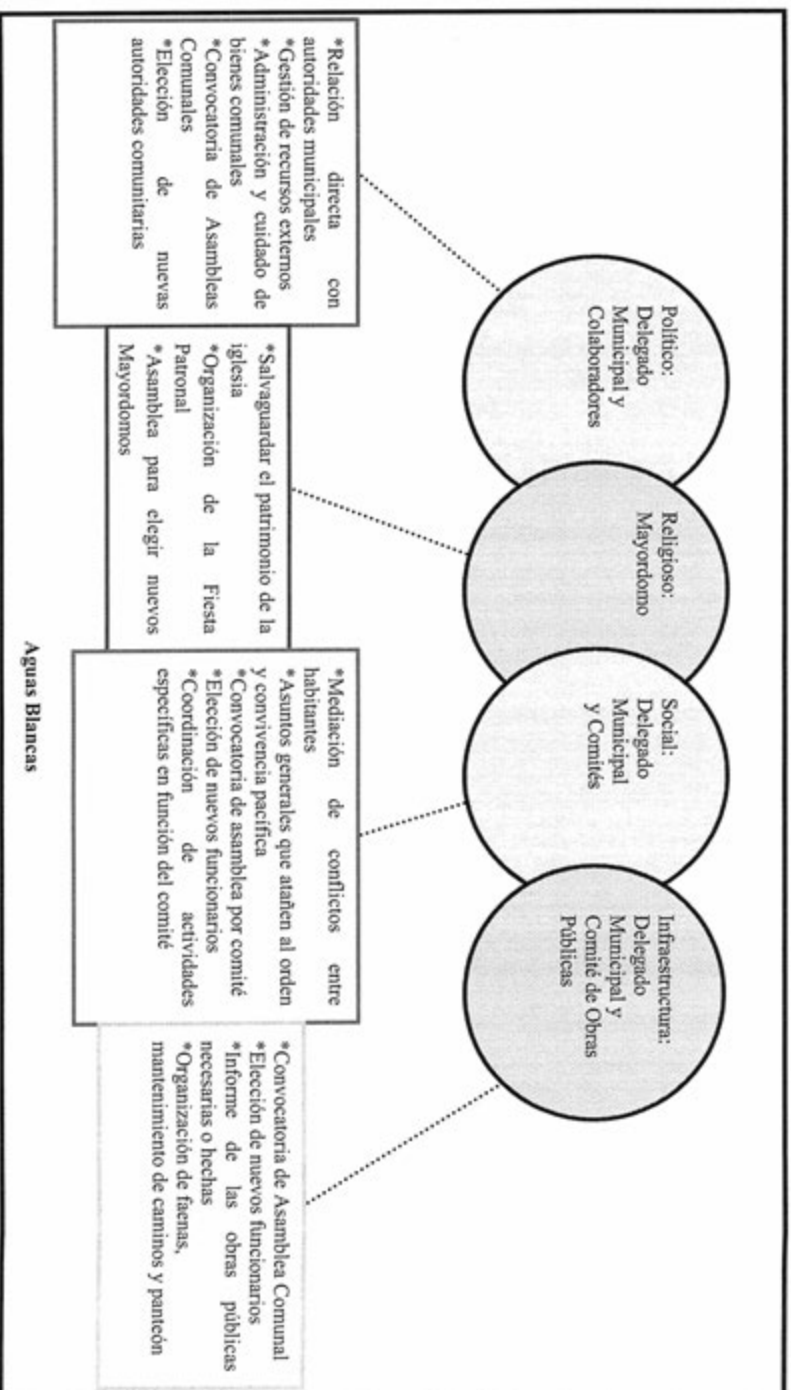 Político:
Delegado
Municipal y
Colaboradores
Religioso:
Mayordomo
Social:
Delegado
Municipal
y Comités
Infraestructura:
Delegado
Municipal y
Comité de Obras
Públicas
*Relación directa con
autoridades municipales
*Gestión de recursos externos
*Administración y cuidado de
bienes comunales
*Convocatoria de Asambleas
Comunales
*Elección de nuevas
autoridades comunitarias
*Salvaguardar el patrimonio de la
iglesia
*Organización de la Fiesta
Patronal
*Asamblea para elegir nuevos
Mayordomos
*Mediación de conflictos entre
habitantes
*Asuntos generales que atañen al orden
y convivencia pacífica
*Convocatoria de asamblea por comité
*Elección de nuevos funcionarios
*Coordinación de actividades
específicas en función del comité
*Convocatoria de Asamblea Comunal
*Elección de nuevos funcionarios
*Informe de las obras públicas
necesarias o hechas
*Organización de faenas,
mantenimiento de caminos y panteón
Aguas Blancas